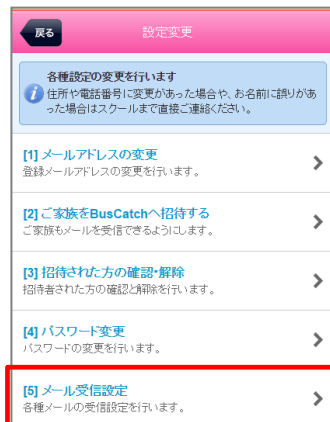 戻る
設定変更
各種設定の変更を行います
住所や電話番号に変更があった場合や、お名前に誤りがあ
った場合はスクールまで直接ご連絡ください。
[1] メールアドレスの変更
登録メールアドレスの変更を行います。
[2] ご家族をBusCatchへ招待する
ご家族もメールを受信できるようにします。
[3] 招待された方の確認・解除
招待者された方の確認と解除を行います。
[4] パスワード変更
パスワードの変更を行います。
[5] メール受信設定
各種メールの受信設定を行います。